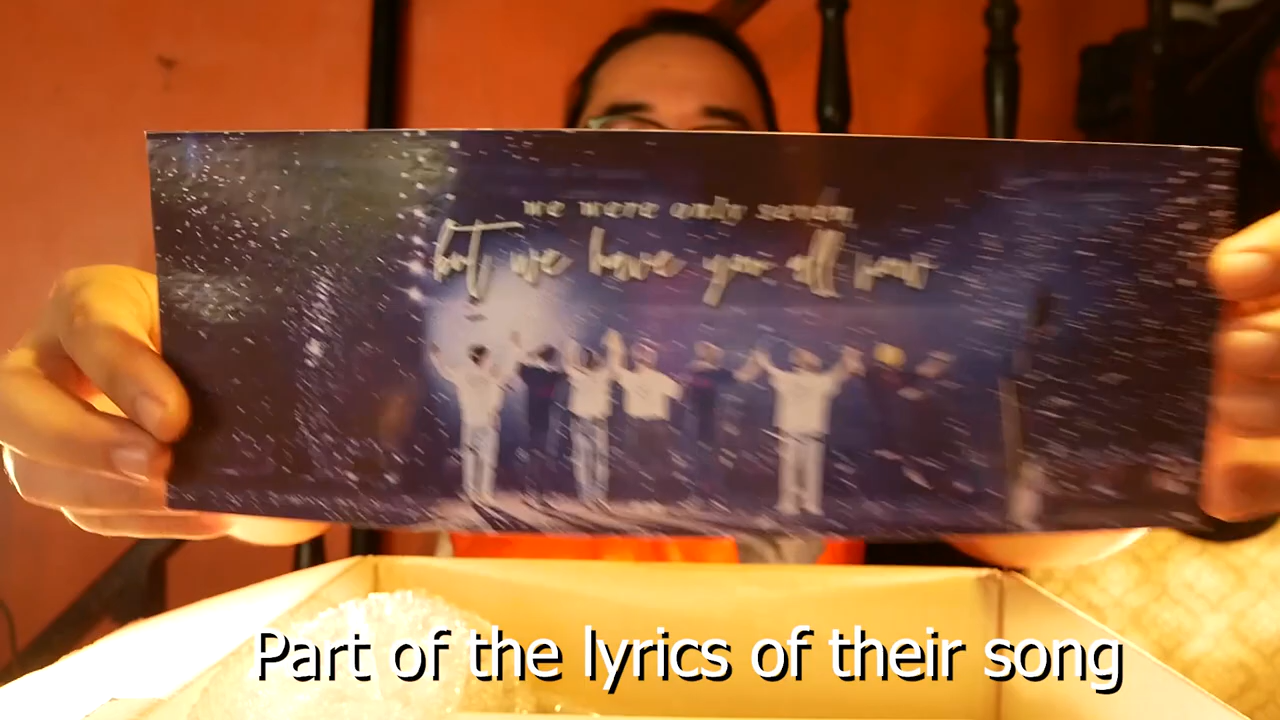 we were only seven
but we have you all now
Part of the lyrics of their song